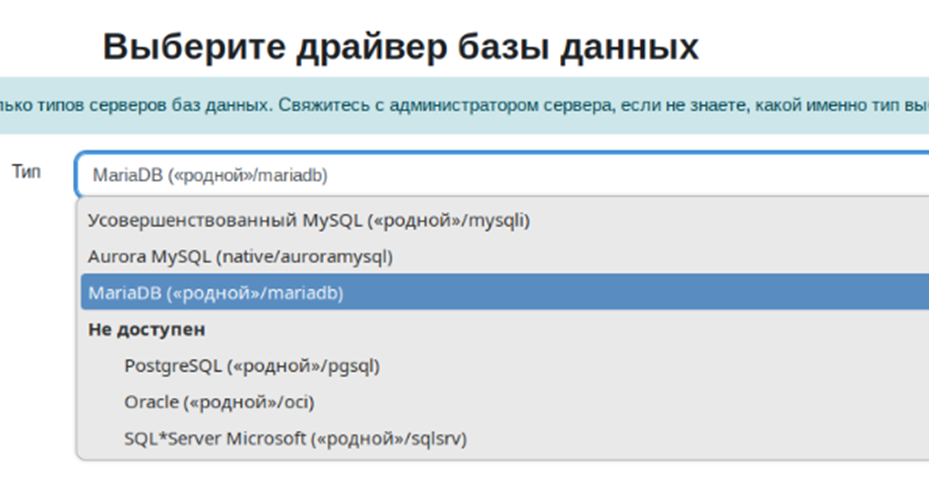 Выберите драйвер базы данных
типов серверов баз данных. Свяжитесь с администратором сервера, если не знаете, какой именно тип
Тип
MariaDB («родной»/mariadb)
Усовершенствованный MySQL («родной»/mysqli)
Aurora MySQL (native/auroramysql)
MariaDB («родной»/mariadb)
Не доступен
PostgreSQL («родной»/pgsql)
Oracle («родной»/oci)
SQL*Server Microsoft («родной»/sqlsrv)